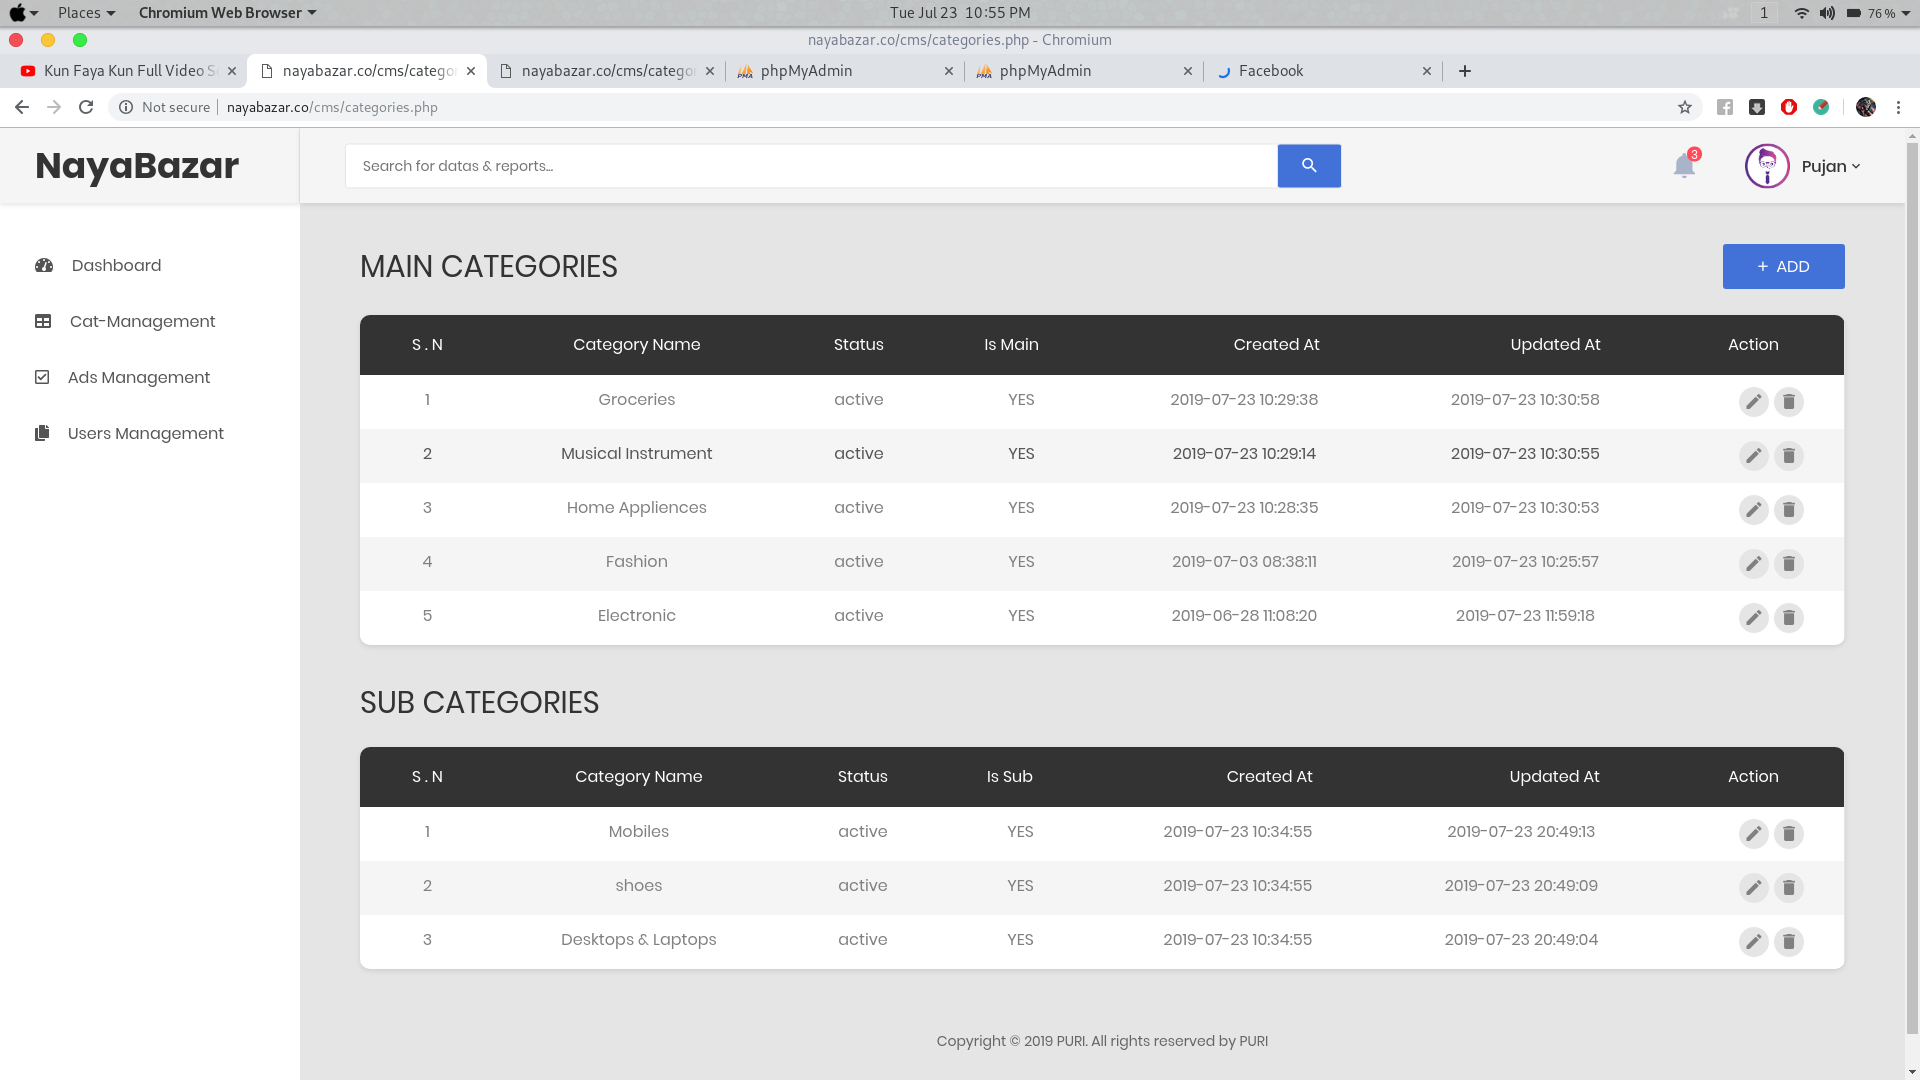 Places Chromium Web Browser Tue Jul 23 10:55 PM 1 76 %
nayabazar.co/cms/categories.php - Chromium
Kun Faya Kun Full Video S nayabazar.co/cms/catego nayabazar.co/cms/catego phpMyAdmin phpMyAdmin Facebook
Not secure nayabazar.co/cms/categories.php
NayaBazar Search for datas & reports... 3 Pujan
Dashboard
Cat-Management
Ads Management
Users Management
MAIN CATEGORIES + ADD
S . N Category Name Status Is Main Created At Updated At Action
1 Groceries active YES 2019-07-23 10:29:38 2019-07-23 10:30:58
2 Musical Instrument active YES 2019-07-23 10:29:14 2019-07-23 10:30:55
3 Home Appliences active YES 2019-07-23 10:28:35 2019-07-23 10:30:53
4 Fashion active YES 2019-07-03 08:38:11 2019-07-23 10:25:57
5 Electronic active YES 2019-06-28 11:08:20 2019-07-23 11:59:18
SUB CATEGORIES
S . N Category Name Status Is Sub Created At Updated At Action
1 Mobiles active YES 2019-07-23 10:34:55 2019-07-23 20:49:13
2 shoes active YES 2019-07-23 10:34:55 2019-07-23 20:49:09
3 Desktops & Laptops active YES 2019-07-23 10:34:55 2019-07-23 20:49:04
Copyright © 2019 PURI. All rights reserved by PURI